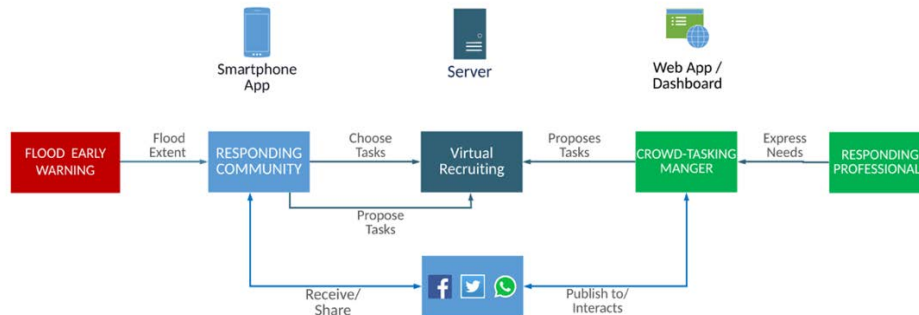 Smartphone
App
Server
Web App /
Dashboard
FLOOD EARLY
WARNING
Flood
Extent
RESPONDING
COMMUNITY
Choose
Tasks
Virtual
Recruiting
Proposes
Tasks
CROWD-TASKING
MANGER
Express
Needs
RESPONDING
PROFESSIONAL
Propose
Tasks
Receive/
Share
Publish to/
Interacts